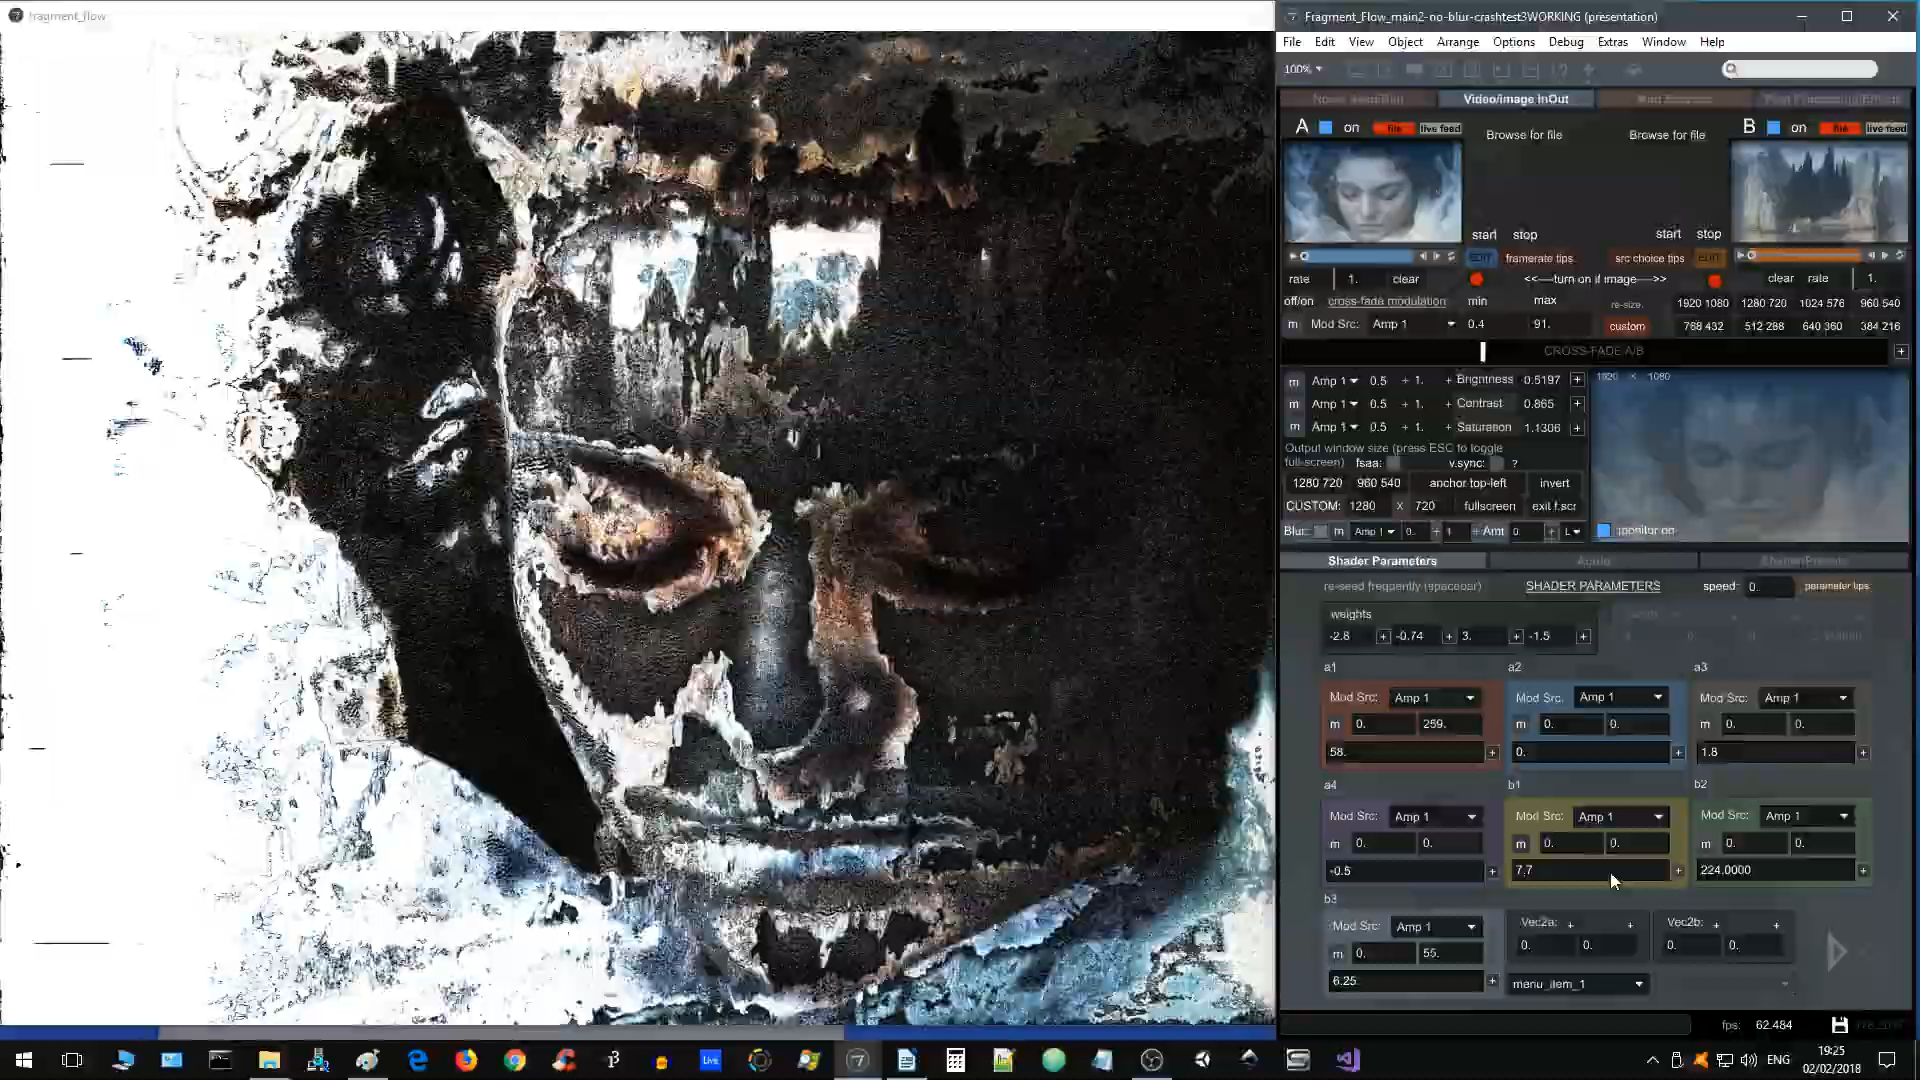 fragment_flow
Fragment_Flow_main2-no-blur-crashtest3WORKING (presentation)
File Edit View Object Arrange Options Debug Extras Window Help
100%
Video/image InOut
A on file live feed Browse for file Browse for file B on file live feed
start stop start stop
EDIT framerate tips src choice tips EDIT
rate 1. clear <<----turn on if image---->> clear rate 1.
off/on cross-fade modulation min max re-size. 1920 1080 1280 720 1024 576 960 540
m Mod Src: Amp 1 0.4 91. custom 768 432 512 288 640 360 384 216
CROSS-FADE A/B +
m Amp 1 0.5 + 1. + Brightness 0.5197 + 1920 x 1080
m Amp 1 0.5 + 1. + Contrast 0.865 +
m Amp 1 0.5 + 1. + Saturation 1.1306 +
Output window size (press ESC to toggle
full-screen) fsaa: v.sync: ?
1280 720 960 540 anchor top-left invert
CUSTOM: 1280 X 720 fullscreen exit f.scr
Blur: m Amp 1 0. + 1 + Amt 0. + L monitor on
Shader Parameters Audio
re-seed frequently (spacebar) SHADER PARAMETERS speed: 0. parameter tips
weights
-2.8 + -0.74 + 3. + -1.5 +
a1 a2 a3
Mod Src: Amp 1 Mod Src: Amp 1 Mod Src: Amp 1
m 0. 259. m 0. 0. m 0. 0.
58. + 0. + 1.8 +
a4 b1 b2
Mod Src: Amp 1 Mod Src: Amp 1 Mod Src: Amp 1
m 0. 0. m 0. 0. m 0. 0.
-0.5 + 7.7 + 224.0000 +
b3
Mod Src: Amp 1 Vec2a: + + Vec2b: + +
m 0. 55. 0. 0. 0. 0.
6.25 + menu_item_1
fps: 62.484
Live 7 ENG 19:25
02/02/2018